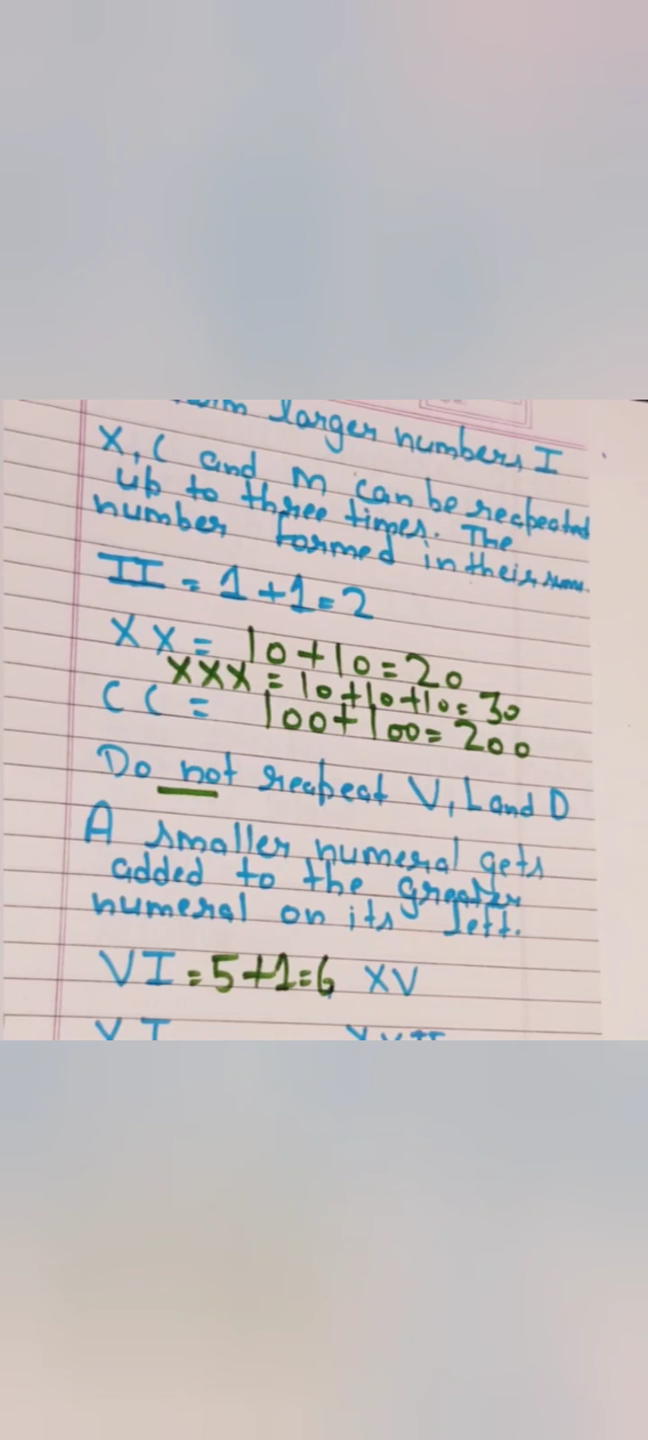 larger numbers I
X, C and M can be reapeated
up to three times. The
number formed in their sum.
II = 1+1=2
XX = 10+10=20
XXX = 10+10+10= 30
CC = 100+100= 200
Do not reapeat V, L and D
A smaller numeral gets
added to the greater
numeral on its left.
VI = 5+1=6 XV